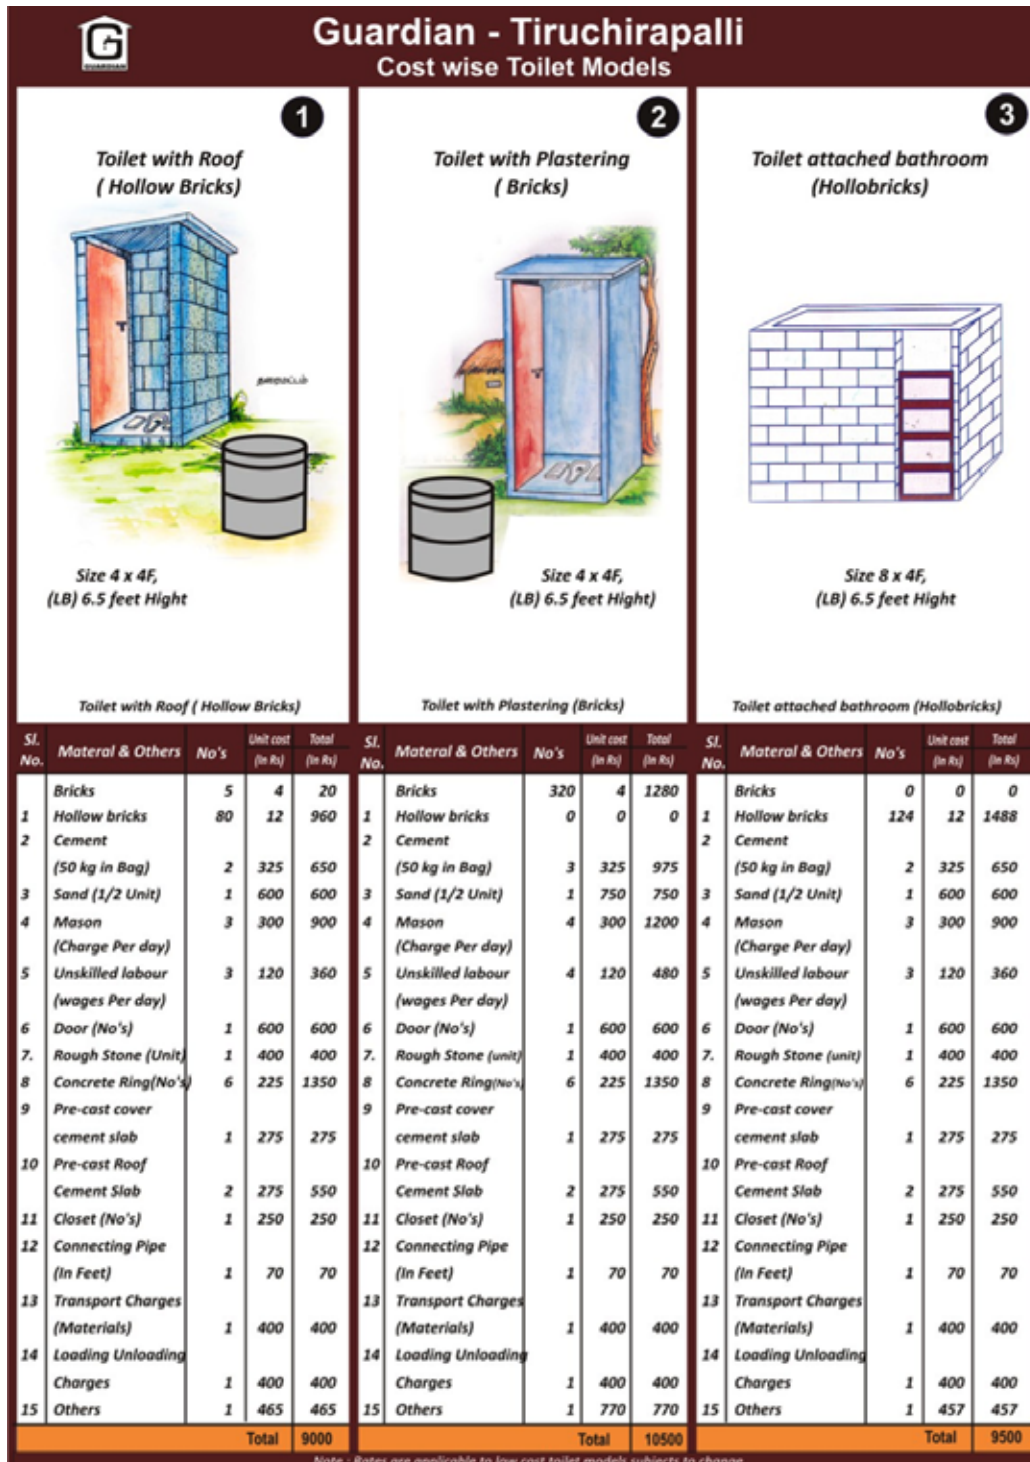 G
GUARDIAN
Guardian - Tiruchirapalli
Cost wise Toilet Models
1
Toilet with Roof
( Hollow Bricks)
Size 4 x 4F,
(LB) 6.5 feet Hight
Toilet with Roof ( Hollow Bricks)
2
Toilet with Plastering
( Bricks)
Size 4 x 4F,
(LB) 6.5 feet Hight)
Toilet with Plastering (Bricks)
3
Toilet attached bathroom
(Hollobricks)
Size 8 x 4F,
(LB) 6.5 feet Hight
Toilet attached bathroom (Hollobricks)
Sl. No. Materal & Others No's Unit cost (In Rs) Total (In Rs)
Bricks 5 4 20
1 Hollow bricks 80 12 960
2 Cement
(50 kg in Bag) 2 325 650
3 Sand (1/2 Unit) 1 600 600
4 Mason 3 300 900
(Charge Per day)
5 Unskilled labour 3 120 360
(wages Per day)
6 Door (No's) 1 600 600
7. Rough Stone (Unit) 1 400 400
8 Concrete Ring(No's) 6 225 1350
9 Pre-cast cover
cement slab 1 275 275
10 Pre-cast Roof
Cement Slab 2 275 550
11 Closet (No's) 1 250 250
12 Connecting Pipe
(In Feet) 1 70 70
13 Transport Charges
(Materials) 1 400 400
14 Loading Unloading
Charges 1 400 400
15 Others 1 465 465
Total 9000
Sl. No. Materal & Others No's Unit cost (In Rs) Total (In Rs)
Bricks 320 4 1280
1 Hollow bricks 0 0 0
2 Cement
(50 kg in Bag) 3 325 975
3 Sand (1/2 Unit) 1 750 750
4 Mason 4 300 1200
(Charge Per day)
5 Unskilled labour 4 120 480
(wages Per day)
6 Door (No's) 1 600 600
7. Rough Stone (unit) 1 400 400
8 Concrete Ring(No's) 6 225 1350
9 Pre-cast cover
cement slab 1 275 275
10 Pre-cast Roof
Cement Slab 2 275 550
11 Closet (No's) 1 250 250
12 Connecting Pipe
(In Feet) 1 70 70
13 Transport Charges
(Materials) 1 400 400
14 Loading Unloading
Charges 1 400 400
15 Others 1 770 770
Total 10500
Sl. No. Materal & Others No's Unit cost (In Rs) Total (In Rs)
Bricks 0 0 0
1 Hollow bricks 124 12 1488
2 Cement
(50 kg in Bag) 2 325 650
3 Sand (1/2 Unit) 1 600 600
4 Mason 3 300 900
(Charge Per day)
5 Unskilled labour 3 120 360
(wages Per day)
6 Door (No's) 1 600 600
7. Rough Stone (unit) 1 400 400
8 Concrete Ring(No's) 6 225 1350
9 Pre-cast cover
cement slab 1 275 275
10 Pre-cast Roof
Cement Slab 2 275 550
11 Closet (No's) 1 250 250
12 Connecting Pipe
(In Feet) 1 70 70
13 Transport Charges
(Materials) 1 400 400
14 Loading Unloading
Charges 1 400 400
15 Others 1 457 457
Total 9500
Note : Rates are applicable to low cost toilet models subjects to change